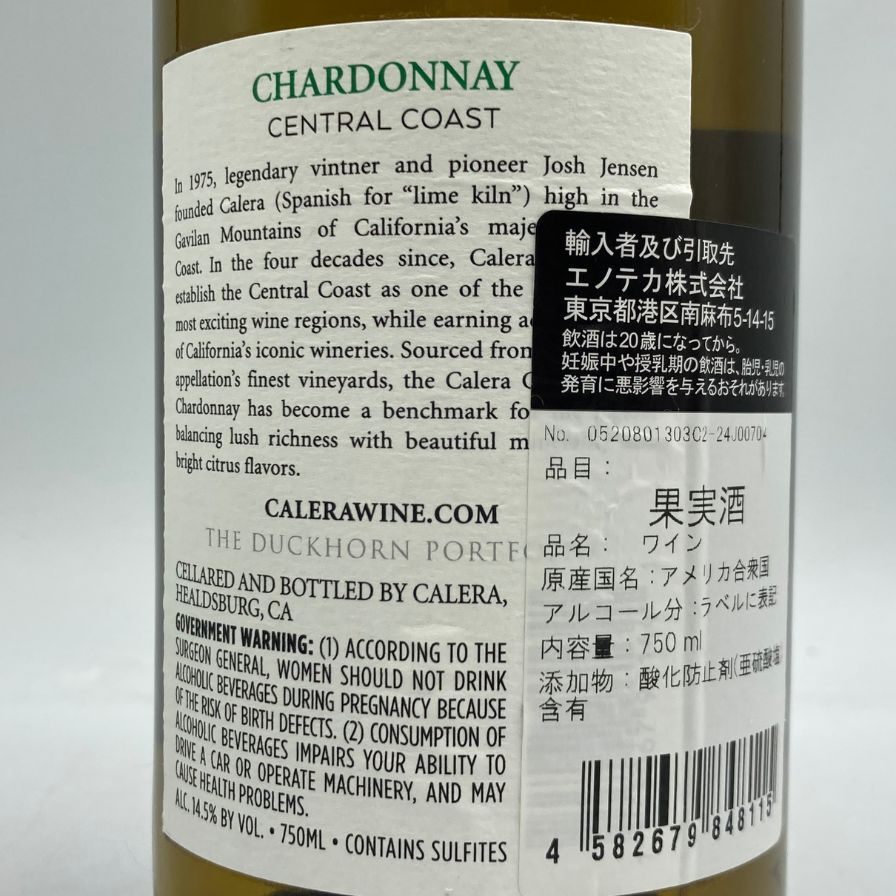 CHARDONNAY
CENTRAL COAST
In 1975, legendary vintner and pioneer Josh Jensen
founded Calera (Spanish for “lime kiln”) high in the
Gavilan Mountains of California’s
Coast. In the four decades since, Calera
establish the Central Coast as one of the
most exciting wine regions, while earning
of California’s iconic wineries. Sourced from
appellation’s finest vineyards, the Calera
Chardonnay has become a benchmark
balancing lush richness with beautiful
bright citrus flavors.
CALERAWINE.COM
THE DUCKHORN
CELLARED AND BOTTLED BY CALERA,
HEALDSBURG, CA
GOVERNMENT WARNING: (1) ACCORDING TO THE
SURGEON GENERAL, WOMEN SHOULD NOT DRINK
ALCOHOLIC BEVERAGES DURING PREGNANCY BECAUSE
OF THE RISK OF BIRTH DEFECTS. (2) CONSUMPTION OF
ALCOHOLIC BEVERAGES IMPAIRS YOUR ABILITY TO
DRIVE A CAR OR OPERATE MACHINERY, AND MAY
CAUSE HEALTH PROBLEMS.
ALC. 14.5% BY VOL. • 750ML • CONTAINS SULFITES
輸入者及び引取先
エノテカ株式会社
東京都港区南麻布5-14-15
飲酒は20歳になってから。
妊娠中や授乳期の飲酒は、胎児・乳児の
発育に悪影響を与えるおそれがあります。
No. 0520801303C2-24J00704
品目：
果実酒
品名： ワイン
原産国名：アメリカ合衆国
アルコール分：ラベルに表記
内容量：750 ml
添加物：酸化防止剤(亜硫酸塩)
含有
4 582679 848115